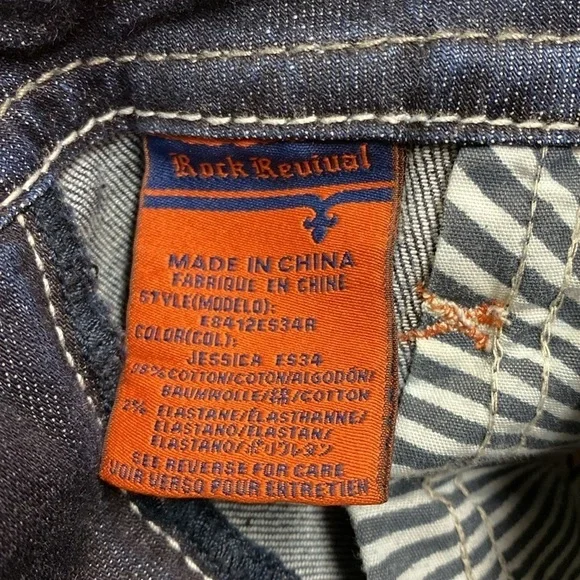 Rock Revival
MADE IN CHINA
FABRIQUE EN CHINE
STYLE(MODELO):
E8412ES34R
COLOR(COL):
JESSICA ES34
98% COTTON/COTON/ALGODÓN/
BAUMWOLLE/綿/COTTON
2% ELASTANE/ÉLASTHANNE/
ELASTANO/ELASTAN/
ELASTANO/ポリウレタン
SEE REVERSE FOR CARE
VOIR VERSO POUR ENTRETIEN